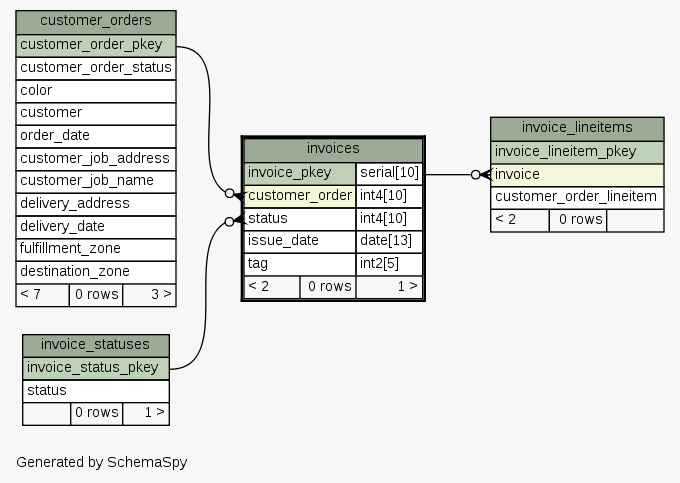 customer_orders
customer_order_pkey
customer_order_status
color
customer
order_date
customer_job_address
customer_job_name
delivery_address
delivery_date
fulfillment_zone
destination_zone
< 7 0 rows 3 >
invoice_statuses
invoice_status_pkey
status
0 rows 1 >
invoices
invoice_pkey serial[10]
customer_order int4[10]
status int4[10]
issue_date date[13]
tag int2[5]
< 2 0 rows 1 >
invoice_lineitems
invoice_lineitem_pkey
invoice
customer_order_lineitem
< 2 0 rows
Generated by SchemaSpy